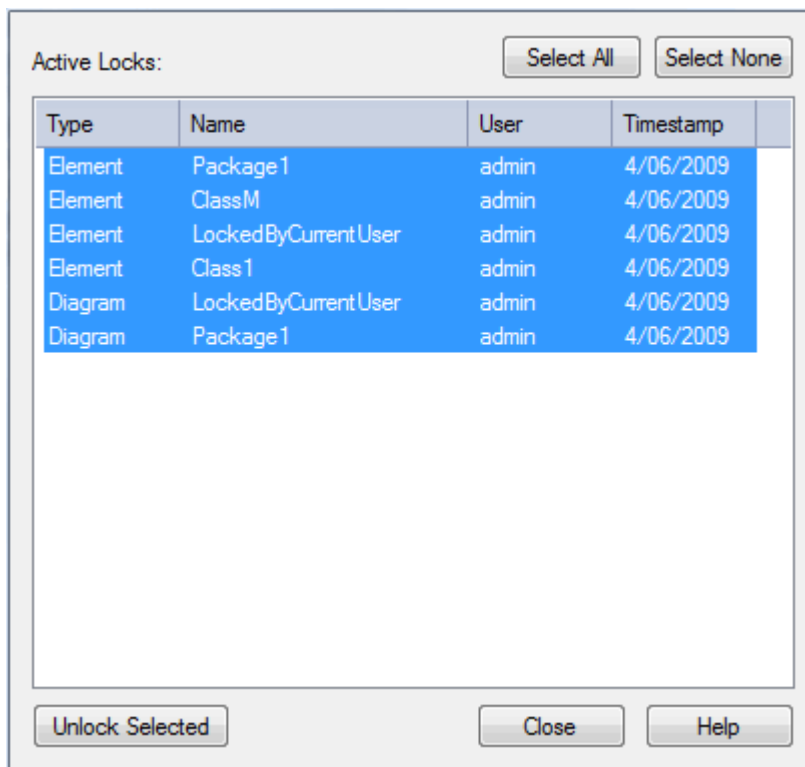 Active Locks: Select All Select None
Type Name User Timestamp
Element Package1 admin 4/06/2009
Element ClassM admin 4/06/2009
Element LockedByCurrentUser admin 4/06/2009
Element Class1 admin 4/06/2009
Diagram LockedByCurrentUser admin 4/06/2009
Diagram Package1 admin 4/06/2009
Unlock Selected Close Help